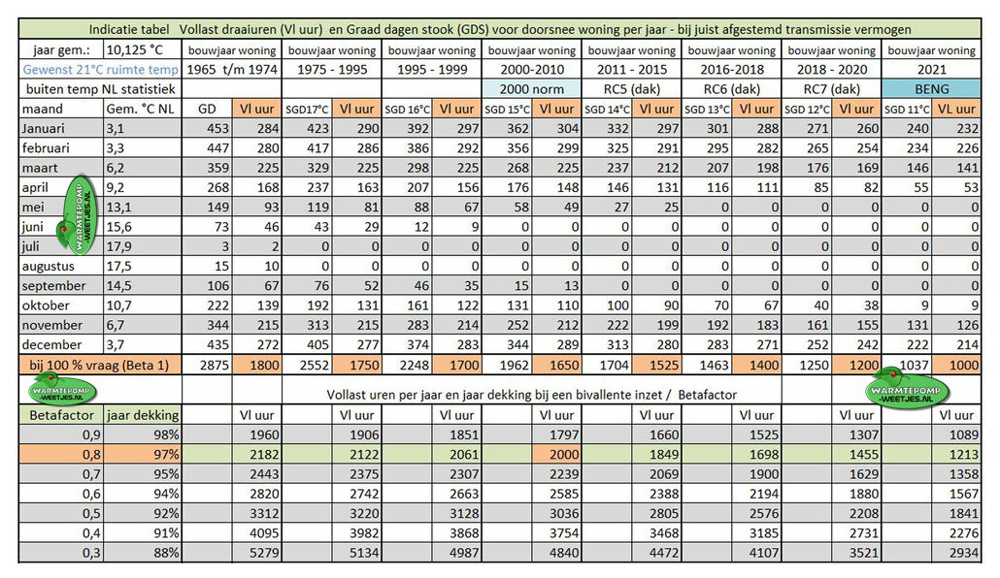 Indicatie tabel Vollast draaiuren (Vl uur) en Graad dagen stook (GDS) voor doorsnee woning per jaar - bij juist afgestemd transmissie vermogen
jaar gem.: 10,125 °C bouwjaar woning bouwjaar woning bouwjaar woning bouwjaar woning bouwjaar woning bouwjaar woning bouwjaar woning bouwjaar woning
Gewenst 21°C ruimte temp 1965 t/m 1974 1975 - 1995 1995 - 1999 2000-2010 2011 - 2015 2016-2018 2018 - 2020 2021
buiten temp NL statistiek 2000 norm RC5 (dak) RC6 (dak) RC7 (dak) BENG
maand Gem. °C NL GD Vl uur SGD17°C Vl uur SGD 16°C Vl uur SGD 15°C Vl uur SGD 14°C Vl uur SGD 13°C Vl uur SGD 12°C Vl uur SGD 11°C VL uur
Januari 3,1 453 284 423 290 392 297 362 304 332 297 301 288 271 260 240 232
februari 3,3 447 280 417 286 386 292 356 299 325 291 295 282 265 254 234 226
maart 6,2 359 225 329 225 298 225 268 225 237 212 207 198 176 169 146 141
april 9,2 268 168 237 163 207 156 176 148 146 131 116 111 85 82 55 53
mei 13,1 149 93 119 81 88 67 58 49 27 25 0 0 0 0 0 0
juni 15,6 73 46 43 29 12 9 0 0 0 0 0 0 0 0 0 0
juli 17,9 3 2 0 0 0 0 0 0 0 0 0 0 0 0 0 0
augustus 17,5 15 10 0 0 0 0 0 0 0 0 0 0 0 0 0 0
september 14,5 106 67 76 52 46 35 15 13 0 0 0 0 0 0 0 0
oktober 10,7 222 139 192 131 161 122 131 110 100 90 70 67 40 38 9 9
november 6,7 344 215 313 215 283 214 252 212 222 199 192 183 161 155 131 126
december 3,7 435 272 405 277 374 283 344 289 313 280 283 271 252 242 222 214
bij 100 % vraag (Beta 1) 2875 1800 2552 1750 2248 1700 1962 1650 1704 1525 1463 1400 1250 1200 1037 1000
WARMTEPOMP
-WEETJES.NL
WARMTEPOMP
-WEETJES.NL
Vollast uren per jaar en jaar dekking bij een bivallente inzet / Betafactor
WARMTEPOMP
-WEETJES.NL
Betafactor jaar dekking Vl uur Vl uur Vl uur Vl uur Vl uur Vl uur Vl uur Vl uur
0,9 98% 1960 1906 1851 1797 1660 1525 1307 1089
0,8 97% 2182 2122 2061 2000 1849 1698 1455 1213
0,7 95% 2443 2375 2307 2239 2069 1900 1629 1358
0,6 94% 2820 2742 2663 2585 2388 2194 1880 1567
0,5 92% 3312 3220 3128 3036 2805 2576 2208 1841
0,4 91% 4095 3982 3868 3754 3468 3185 2731 2276
0,3 88% 5279 5134 4987 4840 4472 4107 3521 2934